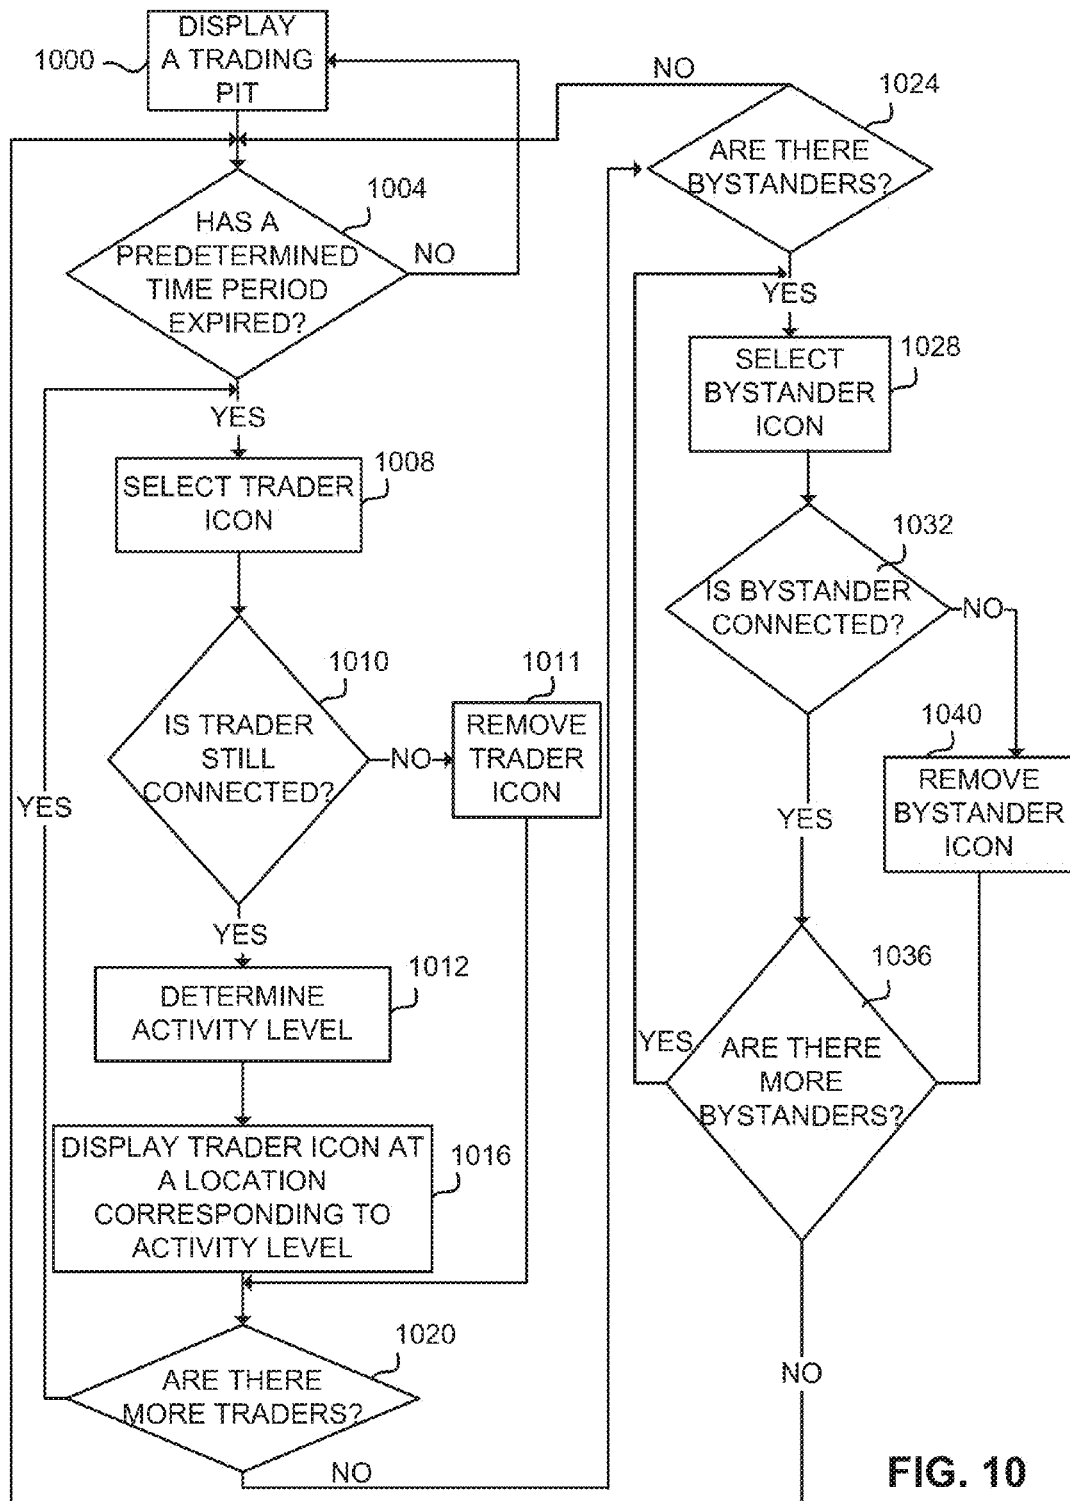 DISPLAY
A TRADING
PIT
1000
1004
HAS A
PREDETERMINED
TIME PERIOD
EXPIRED?
NO
YES
1008
SELECT TRADER
ICON
1010
IS TRADER
STILL
CONNECTED?
NO
1011
REMOVE
TRADER
ICON
YES
YES
1012
DETERMINE
ACTIVITY LEVEL
1016
DISPLAY TRADER ICON AT
A LOCATION
CORRESPONDING TO
ACTIVITY LEVEL
1020
ARE THERE
MORE TRADERS?
NO
NO
1024
ARE THERE
BYSTANDERS?
YES
1028
SELECT
BYSTANDER
ICON
1032
IS BYSTANDER
CONNECTED?
NO
1040
REMOVE
BYSTANDER
ICON
YES
1036
YES
ARE THERE
MORE
BYSTANDERS?
NO
FIG. 10